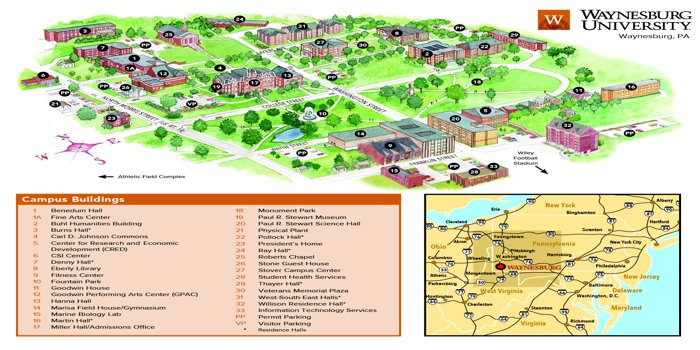 WAYNESBURG
UNIVERSITY
Waynesburg, PA
NORTH MORRIS STREET
COLLEGE STREET
WASHINGTON STREET
WAYNE STREET
FRANKLIN STREET
Wiley
Football
Stadium
Athletic Field Complex
Campus Buildings
1 Benedum Hall
1A Fine Arts Center
2 Buhl Humanities Building
3 Burns Hall*
4 Carl D. Johnson Commons
5 Center for Research and Economic
Development (CRED)
6 CSI Center
7 Denny Hall*
8 Eberly Library
9 Fitness Center
10 Fountain Park
11 Goodwin House
12 Goodwin Performing Arts Center (GPAC)
13 Hanna Hall
14 Marisa Field House/Gymnasium
15 Marine Biology Lab
16 Martin Hall*
17 Miller Hall/Admissions Office
18 Monument Park
19 Paul R. Stewart Museum
20 Paul R. Stewart Science Hall
21 Physical Plant
22 Pollock Hall*
23 President's Home
24 Ray Hall*
25 Roberts Chapel
26 Stone Guest House
27 Stover Campus Center
28 Student Health Services
29 Thayer Hall*
30 Veterans Memorial Plaza
31 West-South-East Halls*
32 Willison Residence Hall*
33 Information Technology Services
PP Permit Parking
VP Visitor Parking
* Residence Halls
New York
Erie
Binghamton
Albany
Cleveland
Scranton
Ohio
Akron
Youngstown
Pennsylvania
New York City
Pittsburgh
Wheeling
Washington
Harrisburg
Columbus
WAYNESBURG
Philadelphia
Athens
Morgantown
New Jersey
Parkersburg
Baltimore
Delaware
Huntington
West Virginia
Washington, D.C.
Maryland
Charleston
Staunton
Virginia
Richmond